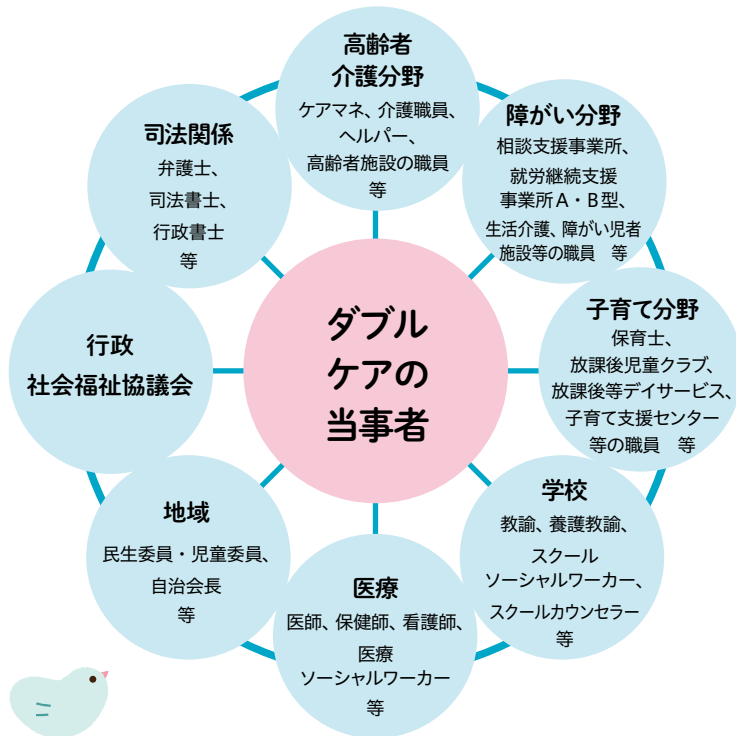 高齢者
介護分野
ケアマネ、介護職員、
ヘルパー、
高齢者施設の職員
等
障がい分野
相談支援事業所、
就労継続支援
事業所A・B型、
生活介護、障がい児者
施設等の職員　等
子育て分野
保育士、
放課後児童クラブ、
放課後等デイサービス、
子育て支援センター
等の職員　等
学校
教諭、養護教諭、
スクール
ソーシャルワーカー、
スクールカウンセラー
等
医療
医師、保健師、看護師、
医療
ソーシャルワーカー
等
地域
民生委員・児童委員、
自治会長
等
行政
社会福祉協議会
司法関係
弁護士、
司法書士、
行政書士
等
ダブル
ケアの
当事者